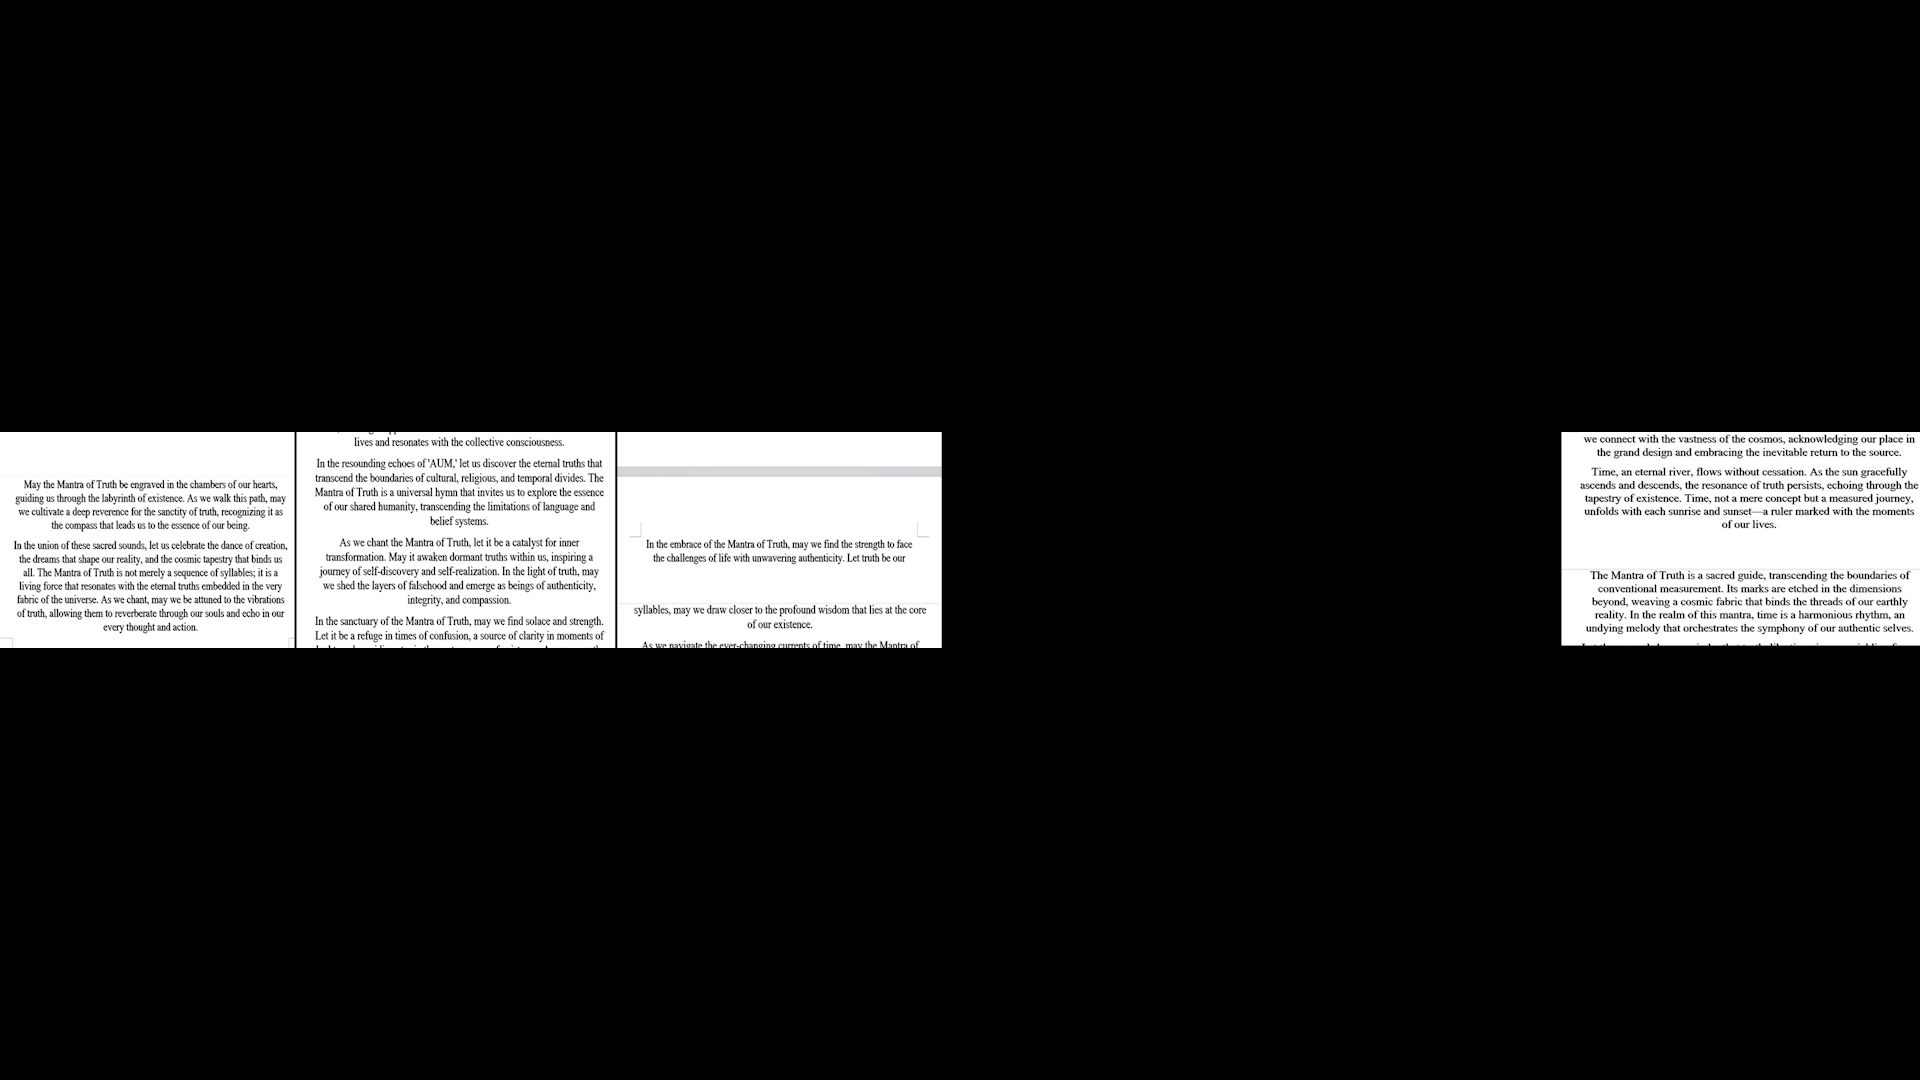 May the Mantra of Truth be engraved in the chambers of our hearts,
guiding us through the labyrinth of existence. As we walk this path, may
we cultivate a deep reverence for the sanctity of truth, recognizing it as
the compass that leads us to the essence of our being.
In the union of these sacred sounds, let us celebrate the dance of creation,
the dreams that shape our reality, and the cosmic tapestry that binds us
all. The Mantra of Truth is not merely a sequence of syllables; it is a
living force that resonates with the eternal truths embedded in the very
fabric of the universe. As we chant, may we be attuned to the vibrations
of truth, allowing them to reverberate through our souls and echo in our
every thought and action.
lives and resonates with the collective consciousness.
In the resounding echoes of 'AUM,' let us discover the eternal truths that
transcend the boundaries of cultural, religious, and temporal divides. The
Mantra of Truth is a universal hymn that invites us to explore the essence
of our shared humanity, transcending the limitations of language and
belief systems.
As we chant the Mantra of Truth, let it be a catalyst for inner
transformation. May it awaken dormant truths within us, inspiring a
journey of self-discovery and self-realization. In the light of truth, may
we shed the layers of falsehood and emerge as beings of authenticity,
integrity, and compassion.
In the sanctuary of the Mantra of Truth, may we find solace and strength.
Let it be a refuge in times of confusion, a source of clarity in moments of
In the embrace of the Mantra of Truth, may we find the strength to face
the challenges of life with unwavering authenticity. Let truth be our
syllables, may we draw closer to the profound wisdom that lies at the core
of our existence.
As we navigate the ever-changing currents of time, may the Mantra of
we connect with the vastness of the cosmos, acknowledging our place in
the grand design and embracing the inevitable return to the source.
Time, an eternal river, flows without cessation. As the sun gracefully
ascends and descends, the resonance of truth persists, echoing through the
tapestry of existence. Time, not a mere concept but a measured journey,
unfolds with each sunrise and sunset—a ruler marked with the moments
of our lives.
The Mantra of Truth is a sacred guide, transcending the boundaries of
conventional measurement. Its marks are etched in the dimensions
beyond, weaving a cosmic fabric that binds the threads of our earthly
reality. In the realm of this mantra, time is a harmonious rhythm, an
undying melody that orchestrates the symphony of our authentic selves.